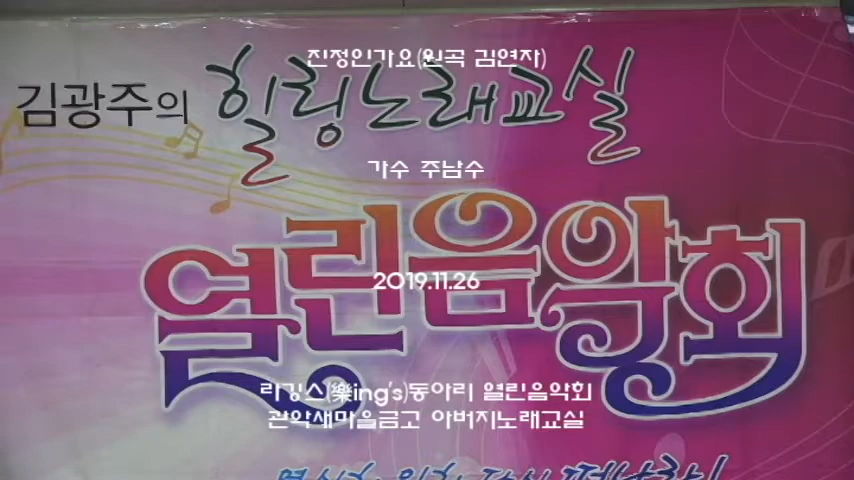 진정인가요(원곡 김연자)
김광주의 힐링노래교실
가수 주남수
열린음악회
2019.11.26
라깅스(樂ing's)동아리 열린음악회
관악새마을금고 아버지노래교실